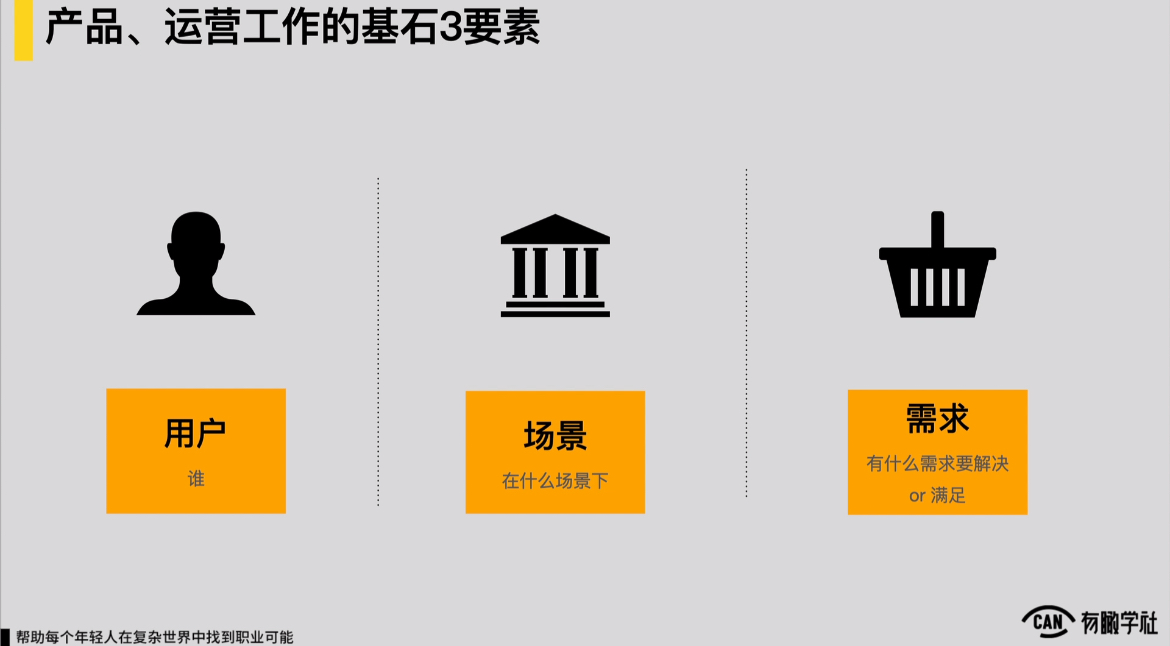 产品、运营工作的基石3要素
用户
谁
场景
在什么场景下
需求
有什么需求要解决
or 满足
帮助每个年轻人在复杂世界中找到职业可能
CAN 有瞰学社